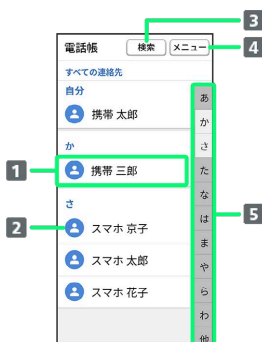 3
電話帳 検索 メニュー 4
すべての連絡先
自分
あ
携帯 太郎
か
か
さ
1 携帯 三郎 た
な
さ
は 5
2 スマホ 京子
ま
スマホ 太郎 や
スマホ 花子 ら
わ
他